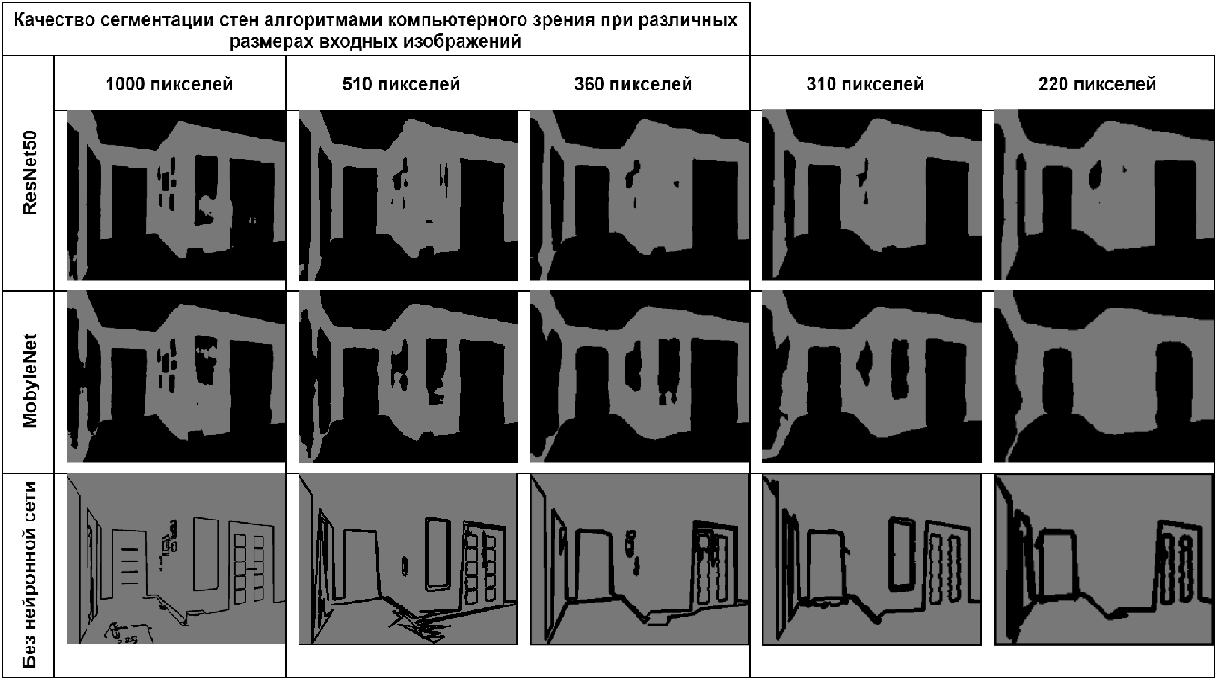 Качество сегментации стен алгоритмами компьютерного зрения при различных
размерах входных изображений
1000 пикселей
510 пикселей
360 пикселей
310 пикселей
220 пикселей
ResNet50
MobyleNet
Без нейронной сети